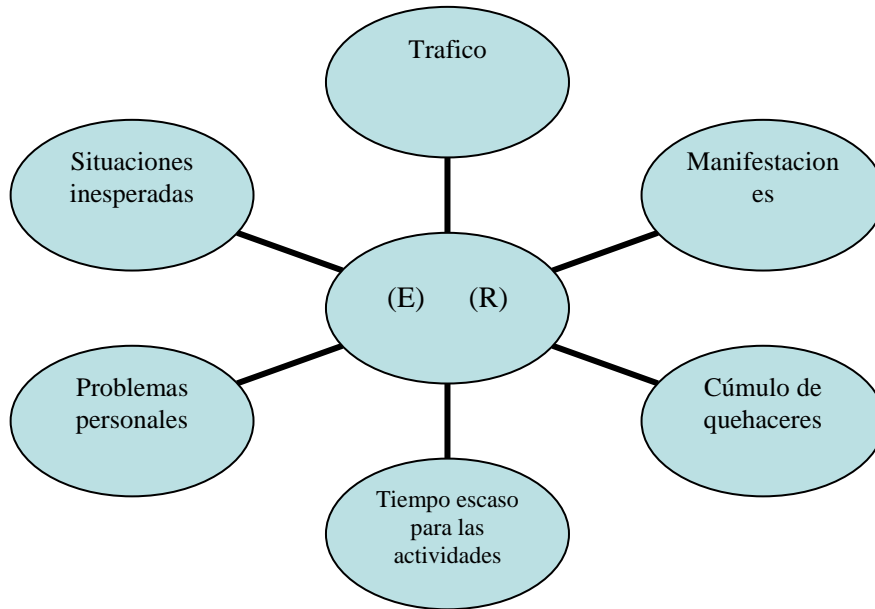 Trafico
Situaciones
inesperadas
Manifestacion
es
(E) (R)
Problemas
personales
Cúmulo de
quehaceres
Tiempo escaso
para las
actividades